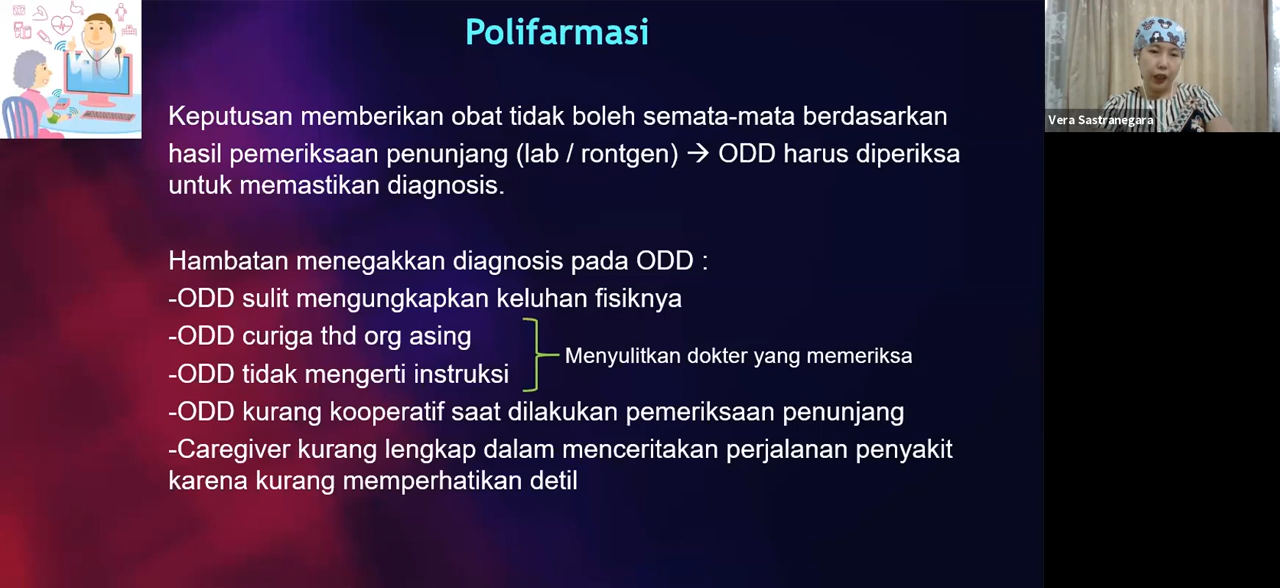 Polifarmasi
Keputusan memberikan obat tidak boleh semata-mata berdasarkan
hasil pemeriksaan penunjang (lab / rontgen) → ODD harus diperiksa
untuk memastikan diagnosis.
Hambatan menegakkan diagnosis pada ODD :
-ODD sulit mengungkapkan keluhan fisiknya
-ODD curiga thd org asing
-ODD tidak mengerti instruksi
Menyulitkan dokter yang memeriksa
-ODD kurang kooperatif saat dilakukan pemeriksaan penunjang
-Caregiver kurang lengkap dalam menceritakan perjalanan penyakit
karena kurang memperhatikan detil
Vera Sastranegara